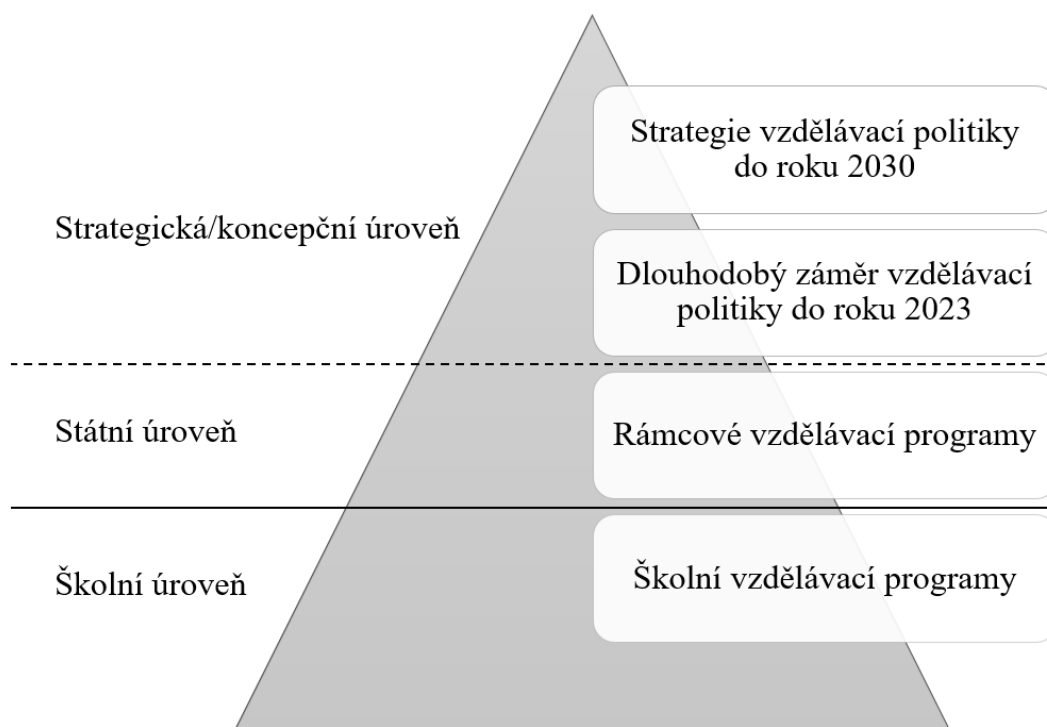 Strategie vzdělávací politiky
do roku 2030
Strategická/koncepční úroveň
Dlouhodobý záměr vzdělávací
politiky do roku 2023
Státní úroveň
Rámcové vzdělávací programy
Školní úroveň
Školní vzdělávací programy